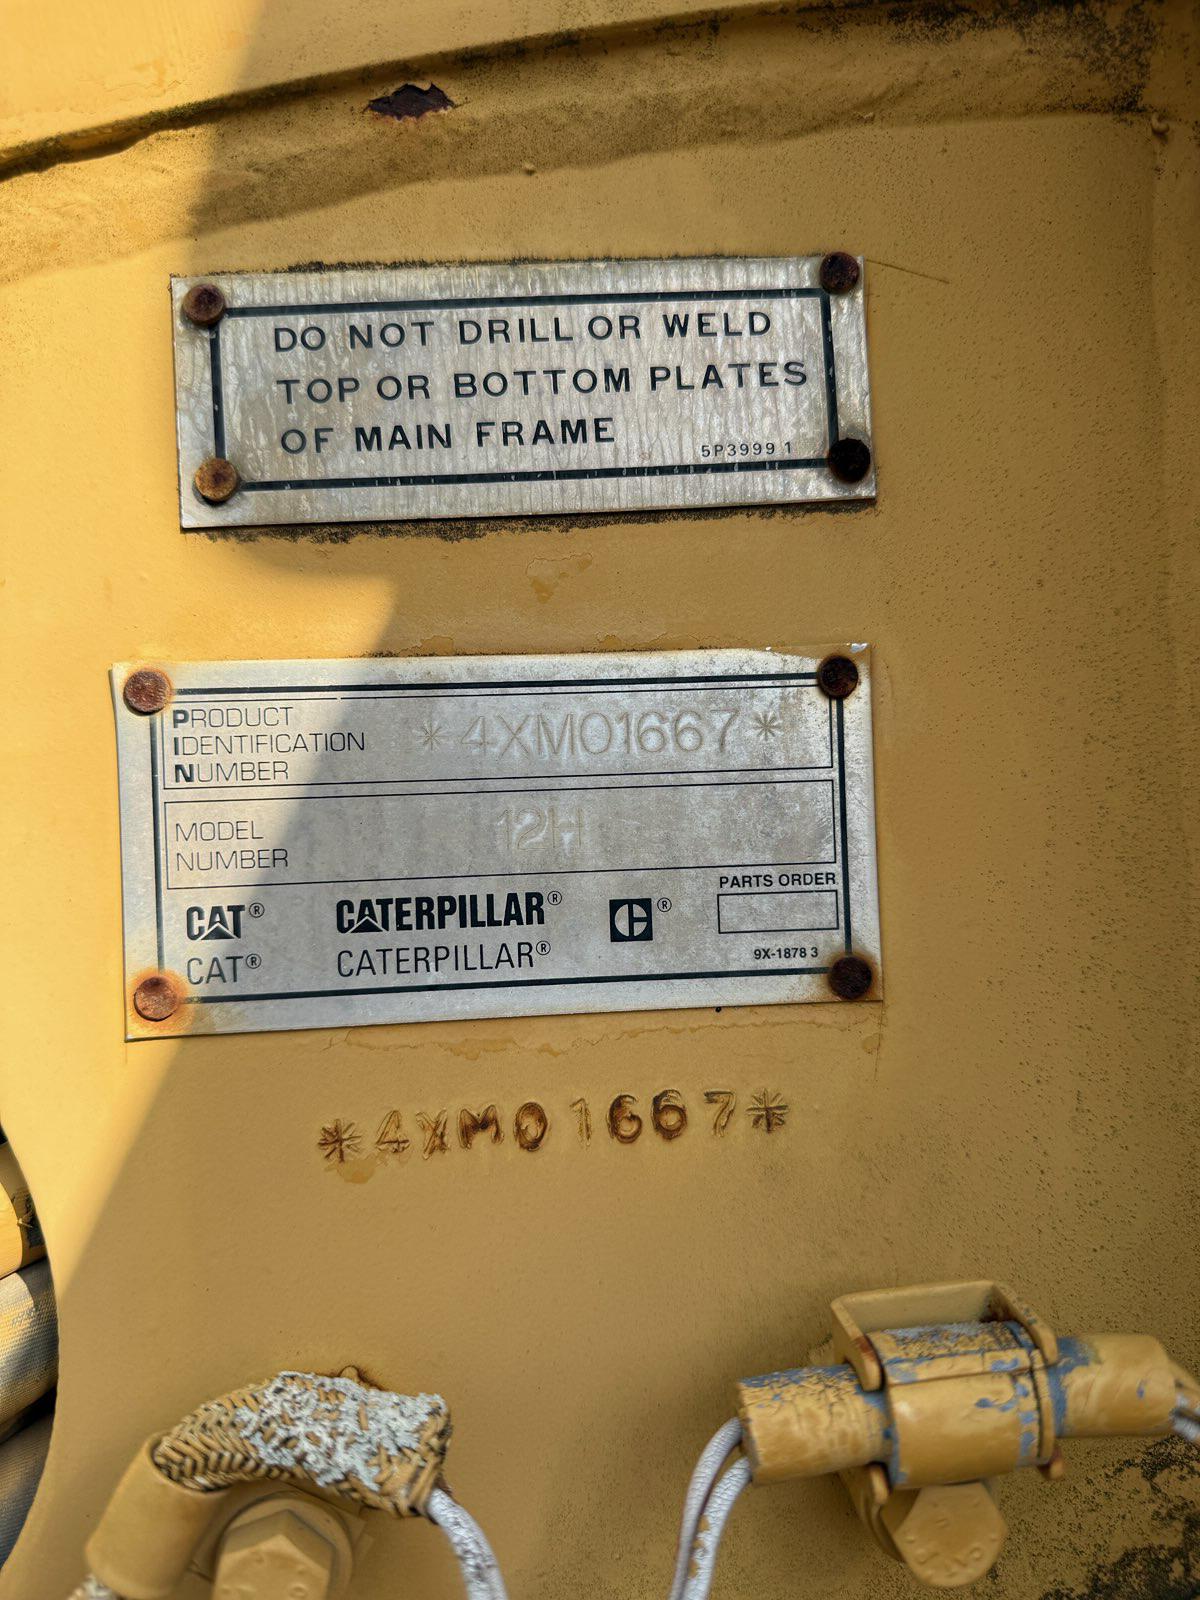 DO NOT DRILL OR WELD
TOP OR BOTTOM PLATES
OF MAIN FRAME
5P3999 1
PRODUCT
IDENTIFICATION
NUMBER
*4XM01667*
MODEL
NUMBER
12H
PARTS ORDER
CAT® CATERPILLAR® ®
CAT® CATERPILLAR®
9X-1878 3
*4XM01667*